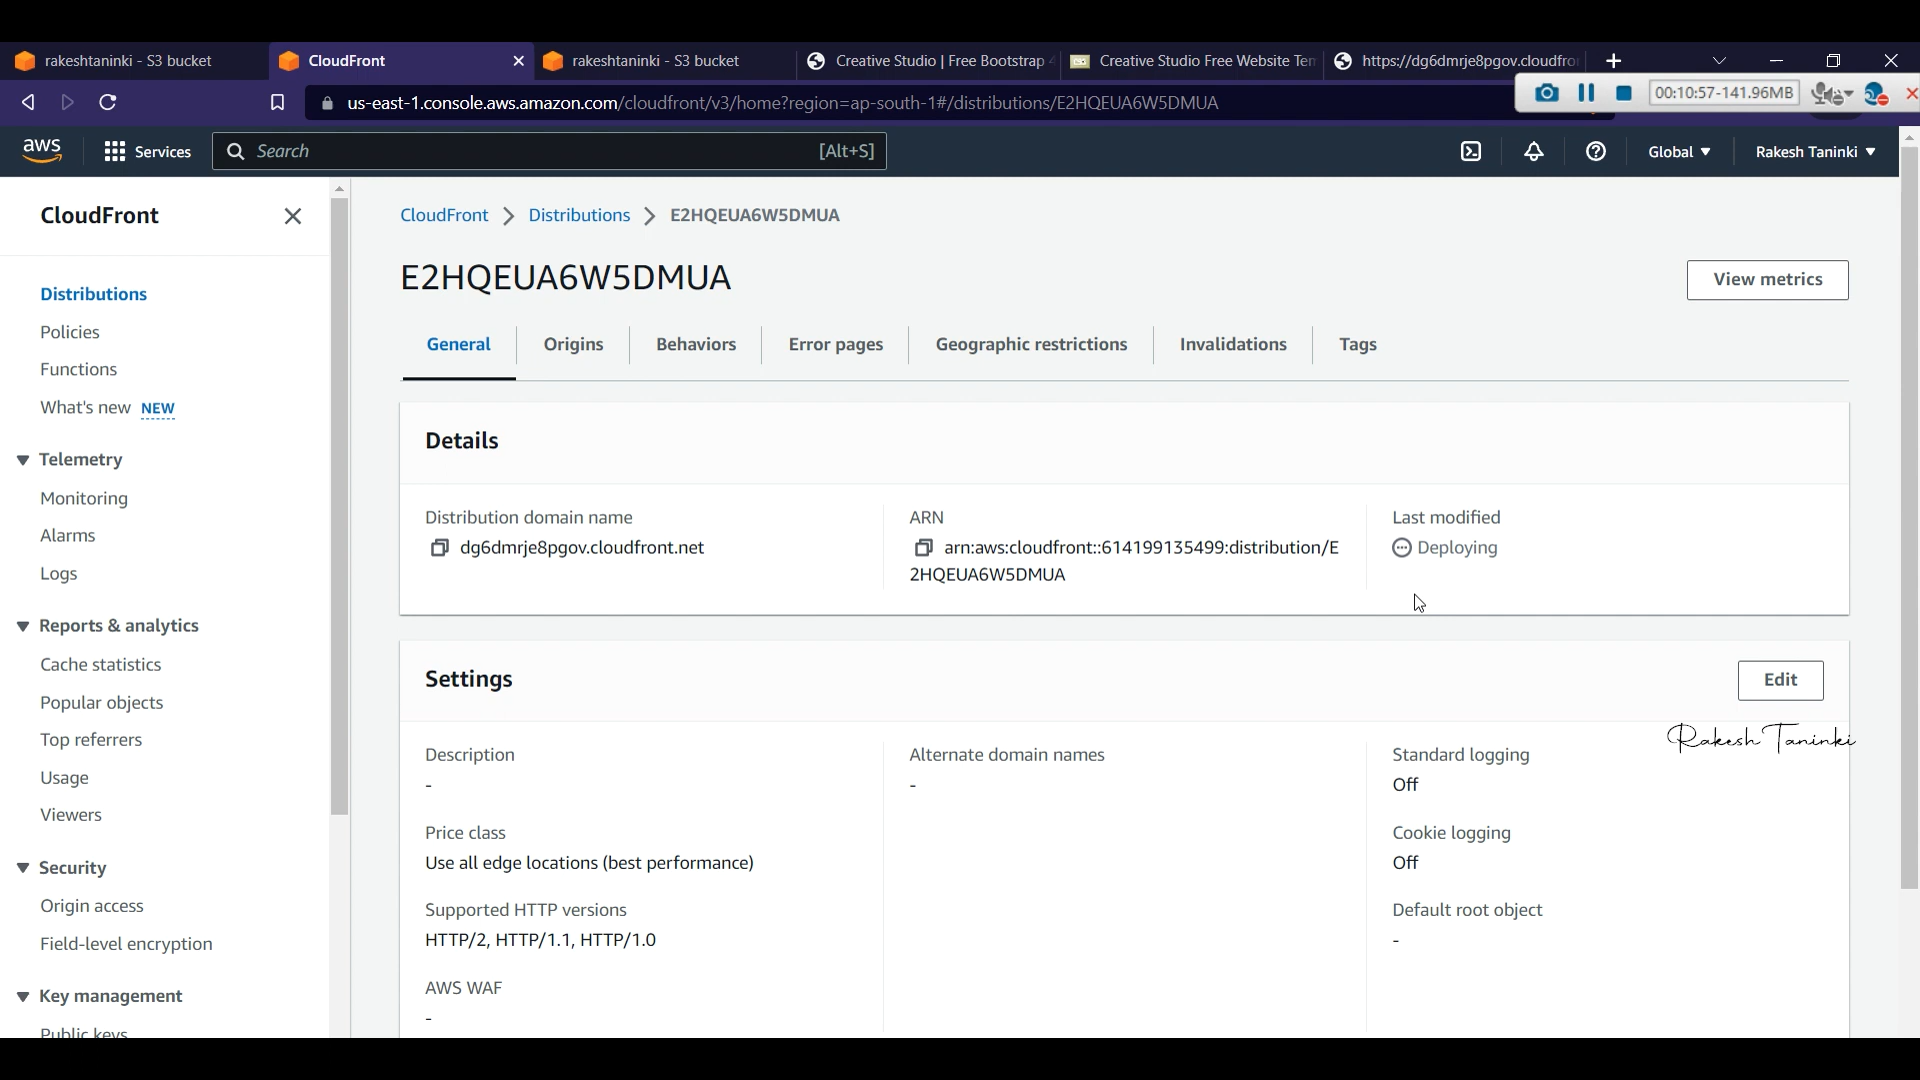 rakeshtaninki - S3 bucket
CloudFront
rakeshtaninki - S3 bucket
Creative Studio | Free Bootstrap
Creative Studio Free Website Tem
https://dg6dmrje8pgov.cloudfro
00:10:57-141.96MB
us-east-1.console.aws.amazon.com/cloudfront/v3/home?region=ap-south-1#/distributions/E2HQEUA6W5DMUA
aws
Services
Search
[Alt+S]
Global
Rakesh Taninki
CloudFront
Distributions
Policies
Functions
What's new NEW
Telemetry
Monitoring
Alarms
Logs
Reports & analytics
Cache statistics
Popular objects
Top referrers
Usage
Viewers
Security
Origin access
Field-level encryption
Key management
Public keys
CloudFront > Distributions > E2HQEUA6W5DMUA
E2HQEUA6W5DMUA
View metrics
General
Origins
Behaviors
Error pages
Geographic restrictions
Invalidations
Tags
Details
Distribution domain name
dg6dmrje8pgov.cloudfront.net
ARN
arn:aws:cloudfront::614199135499:distribution/E
2HQEUA6W5DMUA
Last modified
Deploying
Settings
Edit
Rakesh Taninki
Description
-
Price class
Use all edge locations (best performance)
Supported HTTP versions
HTTP/2, HTTP/1.1, HTTP/1.0
AWS WAF
-
Alternate domain names
-
Standard logging
Off
Cookie logging
Off
Default root object
-